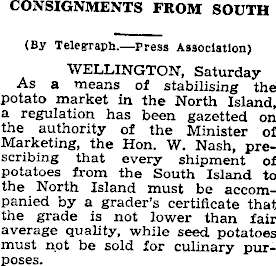 CONSIGNMENTS FROM SOUTH
(By Telegraph.—Press Association)
WELLINGTON, Saturday
As a means of stabilising the
potato market in the North Island,
a regulation has been gazetted on
the authority of the Minister of
Marketing, the Hon. W. Nash, pre-
scribing that every shipment of
potatoes from the South Island to
the North Island must be accom-
panied by a grader's certificate that
the grade is not lower than fair
average quality, while seed potatoes
must not be sold for culinary pur-
poses.